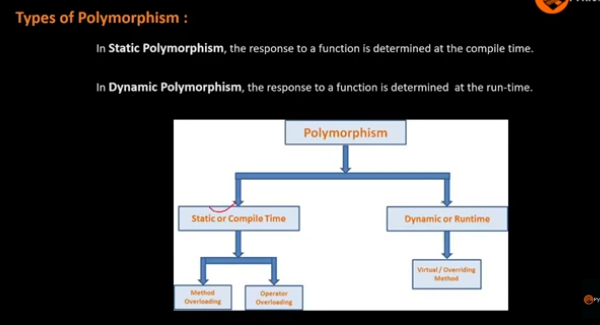 Types of Polymorphism :
In Static Polymorphism, the response to a function is determined at the compile time.
In Dynamic Polymorphism, the response to a function is determined at the run-time.
Polymorphism
Static or Compile Time
Dynamic or Runtime
Virtual / Overriding
Method
Method
Overloading
Operator
Overloading